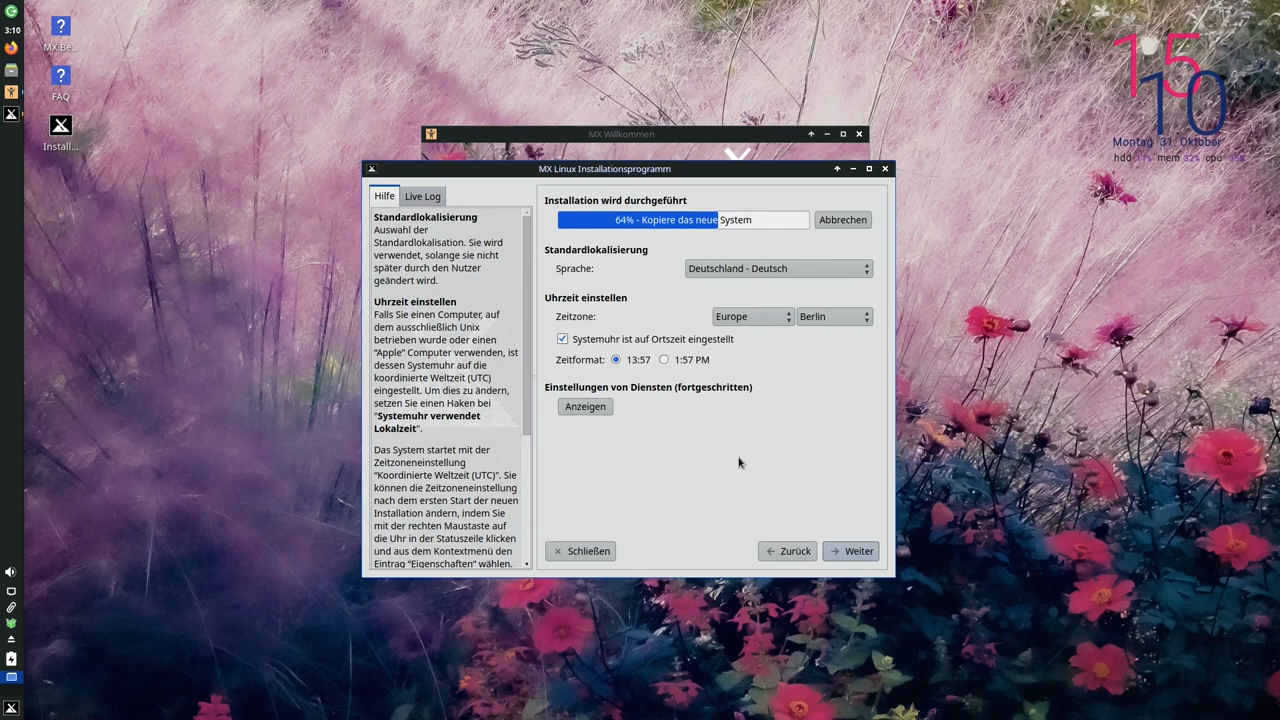 3:10
MX Be...
FAQ
Install...
15
10
Montag 31. Oktober
hdd 11% mem 32% cpu
MX Willkommen
MX Linux Installationsprogramm
Hilfe
Live Log
Standardlokalisierung
Auswahl der
Standardlokalisation. Sie wird
verwendet, solange sie nicht
später durch den Nutzer
geändert wird.
Uhrzeit einstellen
Falls Sie einen Computer, auf
dem ausschließlich Unix
betrieben wurde oder einen
"Apple" Computer verwenden, ist
dessen Systemuhr auf die
koordinierte Weltzeit (UTC)
eingestellt. Um dies zu ändern,
setzen Sie einen Haken bei
"Systemuhr verwendet
Lokalzeit".
Das System startet mit der
Zeitzoneneinstellung
"Koordinierte Weltzeit (UTC)". Sie
können die Zeitzoneneinstellung
nach dem ersten Start der neuen
Installation ändern, indem Sie
mit der rechten Maustaste auf
die Uhr in der Statuszeile klicken
und aus dem Kontextmenü den
Eintrag "Eigenschaften" wählen.
Installation wird durchgeführt
64% - Kopiere das neue System
Abbrechen
Standardlokalisierung
Sprache:
Deutschland - Deutsch
Uhrzeit einstellen
Zeitzone:
Europe
Berlin
Systemuhr ist auf Ortszeit eingestellt
Zeitformat:
13:57
1:57 PM
Einstellungen von Diensten (fortgeschritten)
Anzeigen
Schließen
Zurück
Weiter